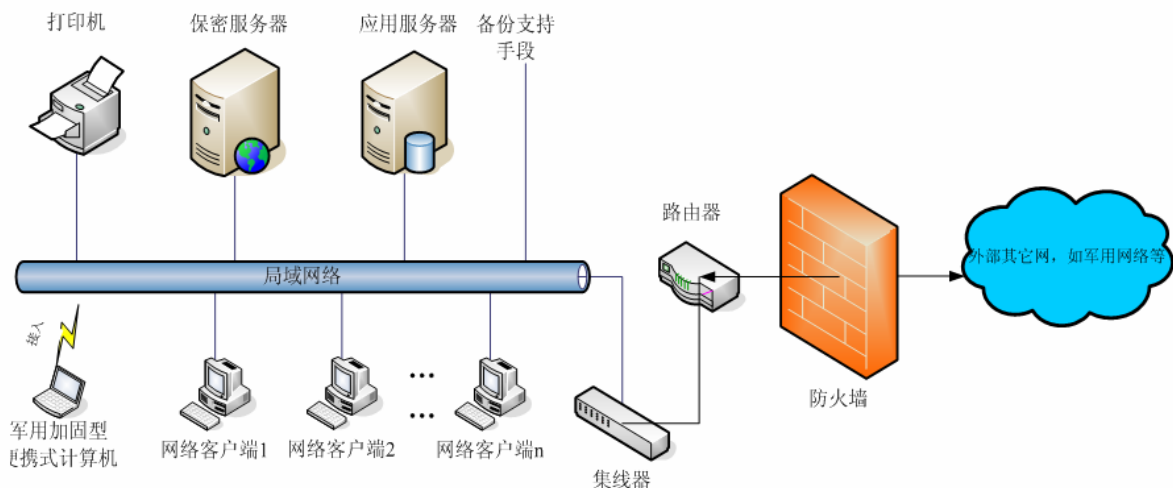 打印机
保密服务器
应用服务器
备份支持
手段
路由器
外部其它网，如军用网络等
局域网络
接入
防火墙
军用加固型
便携式计算机
网络客户端1
网络客户端2
···
···
网络客户端n
集线器